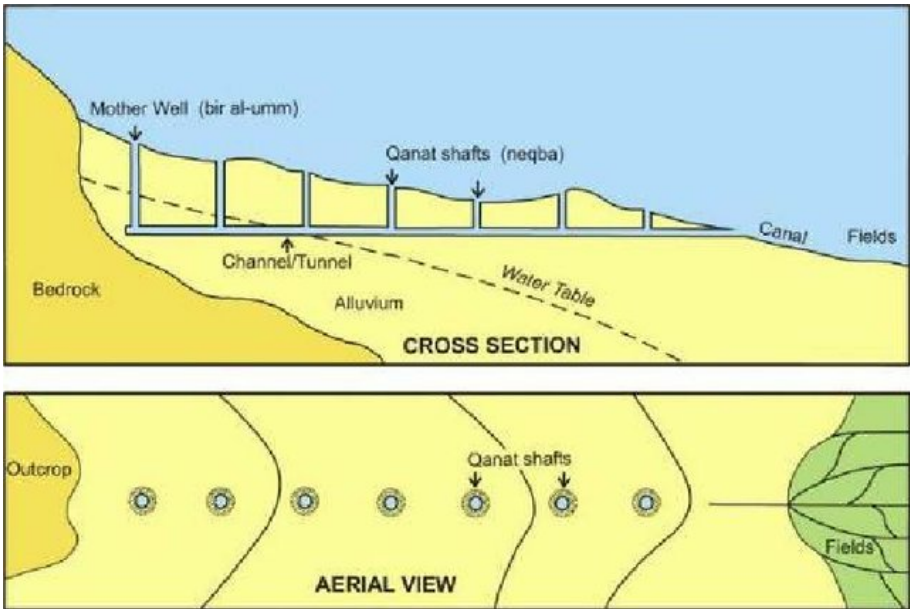 Mother Well (bir al-umm)
Qanat shafts (neqba)
Canal
Fields
Channel/Tunnel
Water Table
Bedrock
Alluvium
CROSS SECTION
Outcrop
Qanat shafts
Fields
AERIAL VIEW